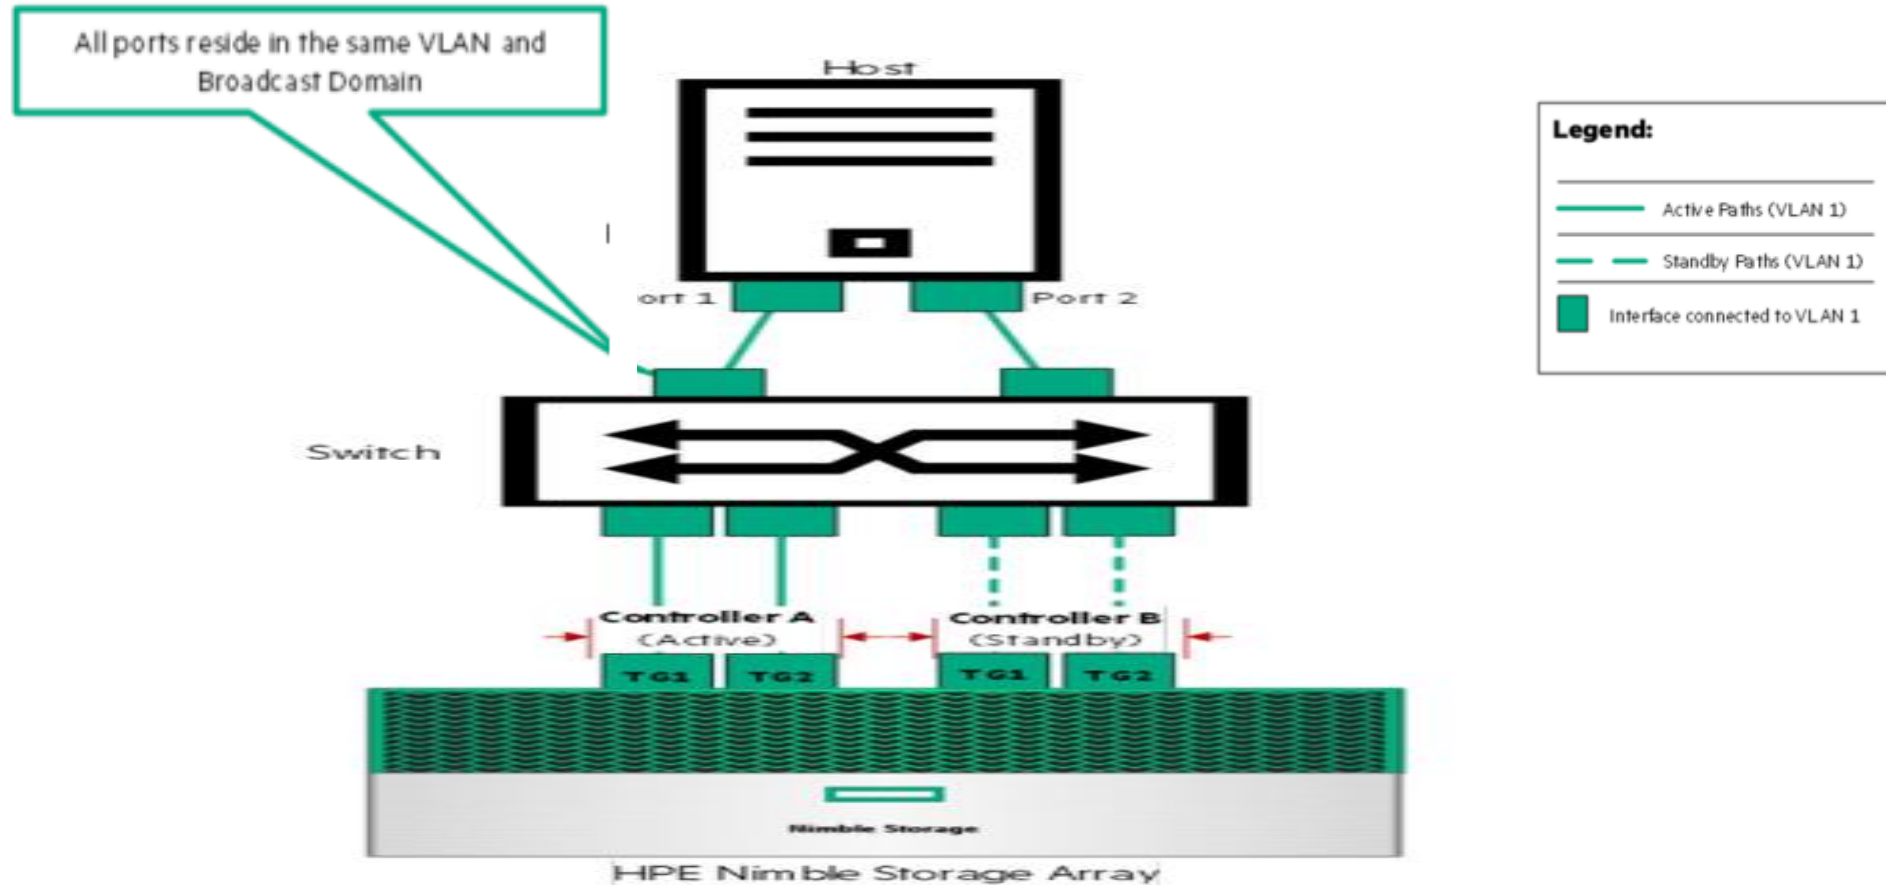 All ports reside in the same VLAN and
Broadcast Domain
Host
Legend:
Active Paths (VLAN 1)
Standby Paths (VLAN 1)
Interface connected to VLAN 1
ort 1
Port 2
Switch
Controller A
(Active)
Controller B
(Standby)
TG1
TG2
TG1
TG2
Nimble Storage
HPE Nimble Storage Array